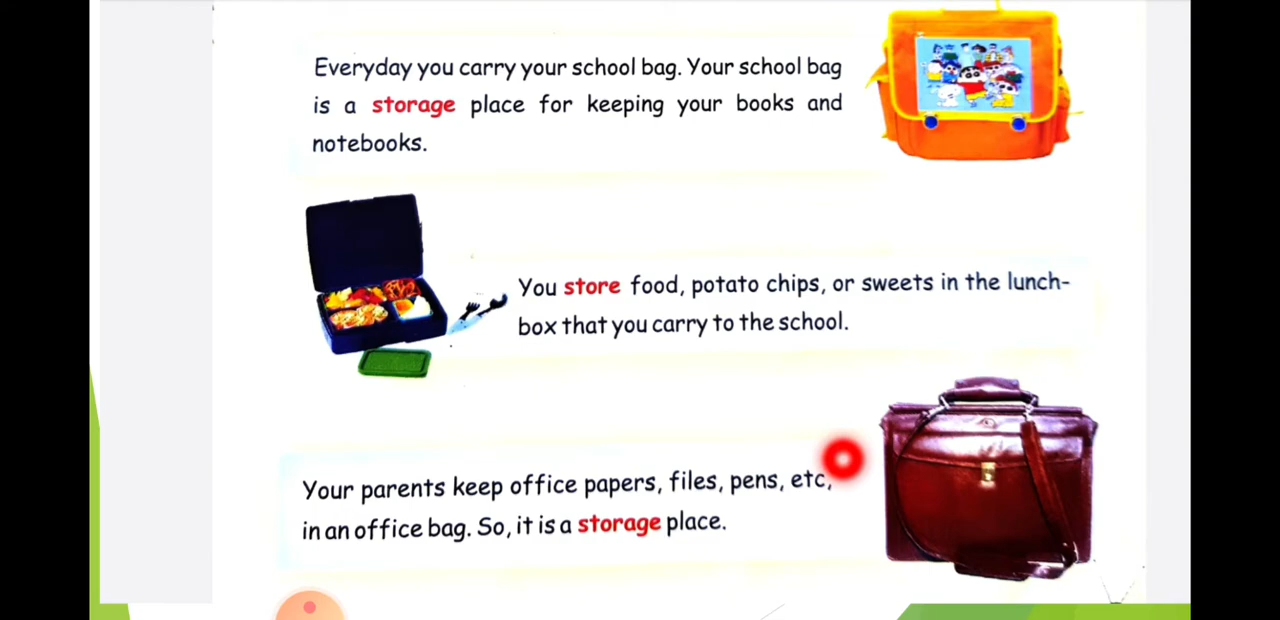 Everyday you carry your school bag. Your school bag
is a storage place for keeping your books and
notebooks.
You store food, potato chips, or sweets in the lunch-
box that you carry to the school.
Your parents keep office papers, files, pens, etc,
in an office bag. So, it is a storage place.